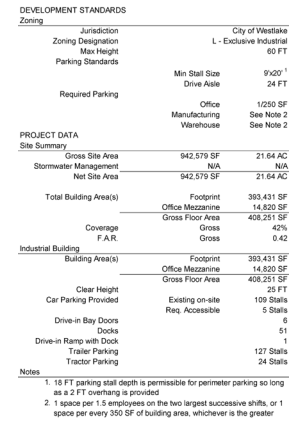 DEVELOPMENT STANDARDS
Zoning
Jurisdiction City of Westlake
Zoning Designation L - Exclusive Industrial
Max Height 60 FT
Parking Standards
Min Stall Size 9'x20' 1
Drive Aisle 24 FT
Required Parking
Office 1/250 SF
Manufacturing See Note 2
Warehouse See Note 2
PROJECT DATA
Site Summary
Gross Site Area 942,579 SF 21.64 AC
Stormwater Management N/A N/A
Net Site Area 942,579 SF 21.64 AC
Total Building Area(s) Footprint 393,431 SF
Office Mezzanine 14,820 SF
Gross Floor Area 408,251 SF
Coverage Gross 42%
F.A.R. Gross 0.42
Industrial Building
Building Area(s) Footprint 393,431 SF
Office Mezzanine 14,820 SF
Gross Floor Area 408,251 SF
Clear Height 25 FT
Car Parking Provided Existing on-site 109 Stalls
Req. Accessible 5 Stalls
Drive-in Bay Doors 6
Docks 51
Drive-in Ramp with Dock 1
Trailer Parking 127 Stalls
Tractor Parking 24 Stalls
Notes
1. 18 FT parking stall depth is permissible for perimeter parking so long
as a 2 FT overhang is provided
2. 1 space per 1.5 employees on the two largest successive shifts, or 1
space per every 350 SF of building area, whichever is the greater